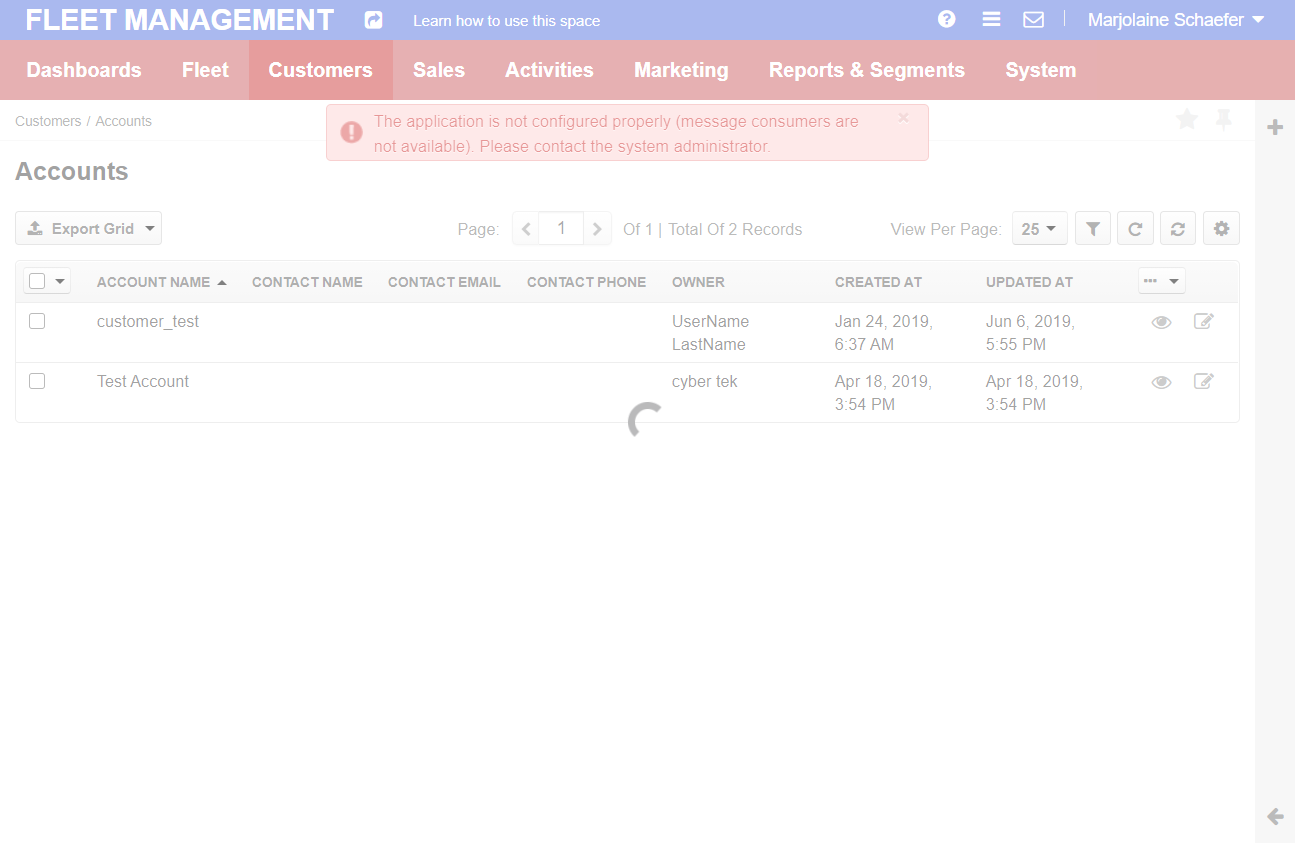 FLEET MANAGEMENT
Learn how to use this space
Marjolaine Schaefer
Dashboards Fleet Customers Sales Activities Marketing Reports & Segments System
Customers / Accounts
The application is not configured properly (message consumers are
not available). Please contact the system administrator.
Accounts
Export Grid
Page: 1 Of 1 | Total Of 2 Records
View Per Page: 25
ACCOUNT NAME CONTACT NAME CONTACT EMAIL CONTACT PHONE OWNER CREATED AT UPDATED AT
customer_test UserName Jan 24, 2019, Jun 6, 2019,
LastName 6:37 AM 5:55 PM
Test Account cyber tek Apr 18, 2019, Apr 18, 2019,
3:54 PM 3:54 PM